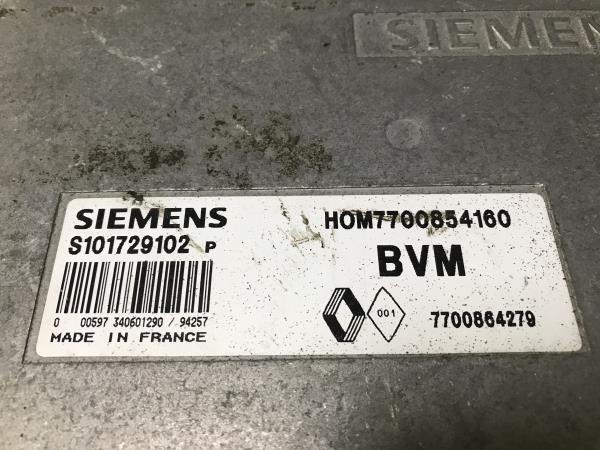 SIEMENS
SIEMENS
S101729102 P
0 00597 340601290 / 94257
MADE IN FRANCE
HOM7700854160
BVM
001
7700864279